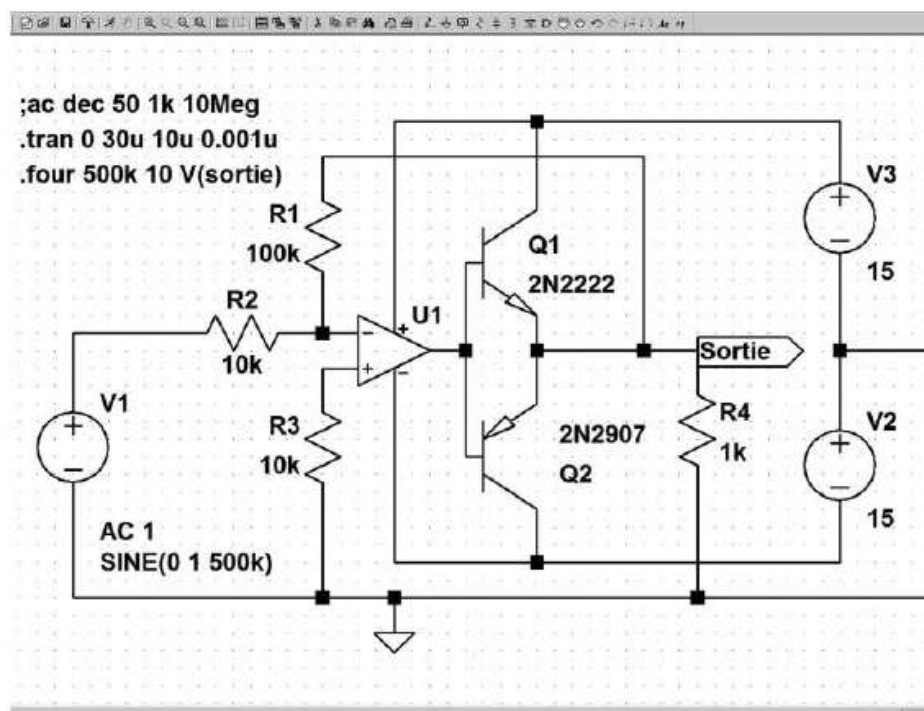 ;ac dec 50 1k 10Meg
.tran 0 30u 10u 0.001u
.four 500k 10 V(sortie)
R1
100k
R2
10k
U1
Q1
2N2222
V3
15
Sortie
V1
R3
10k
2N2907
Q2
R4
1k
V2
15
AC 1
SINE(0 1 500k)